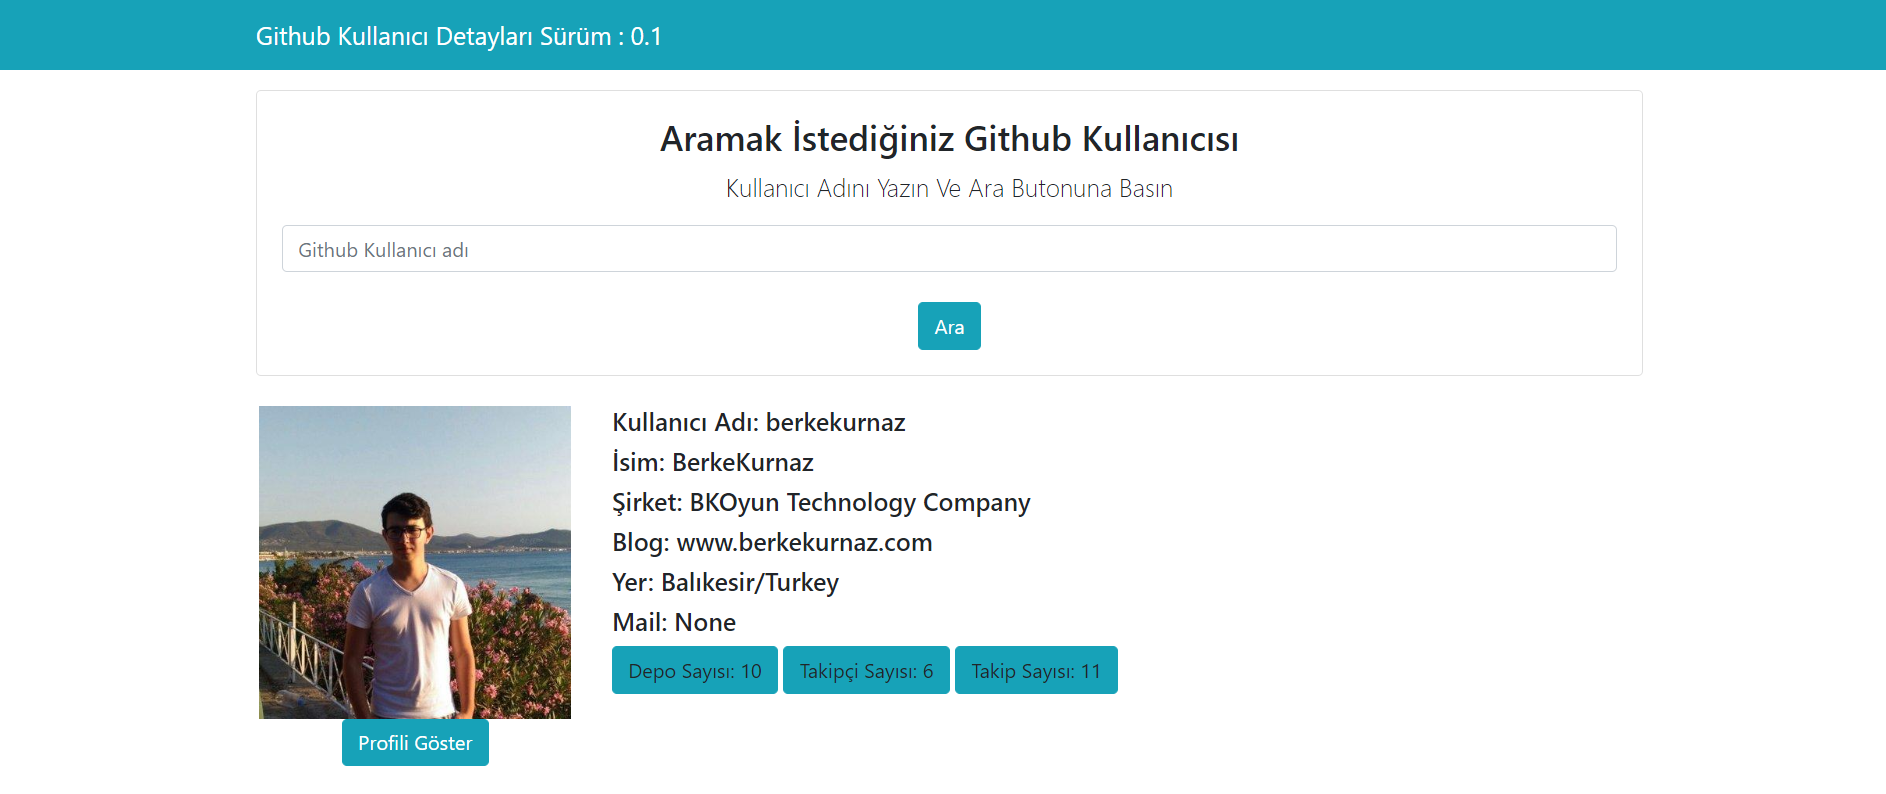 Github Kullanıcı Detayları Sürüm : 0.1
Aramak İstediğiniz Github Kullanıcısı
Kullanıcı Adını Yazın Ve Ara Butonuna Basın
Github Kullanıcı adı
Ara
Kullanıcı Adı: berkekurnaz
İsim: BerkeKurnaz
Şirket: BKOyun Technology Company
Blog: www.berkekurnaz.com
Yer: Balıkesir/Turkey
Mail: None
Depo Sayısı: 10 Takipçi Sayısı: 6 Takip Sayısı: 11
Profili Göster